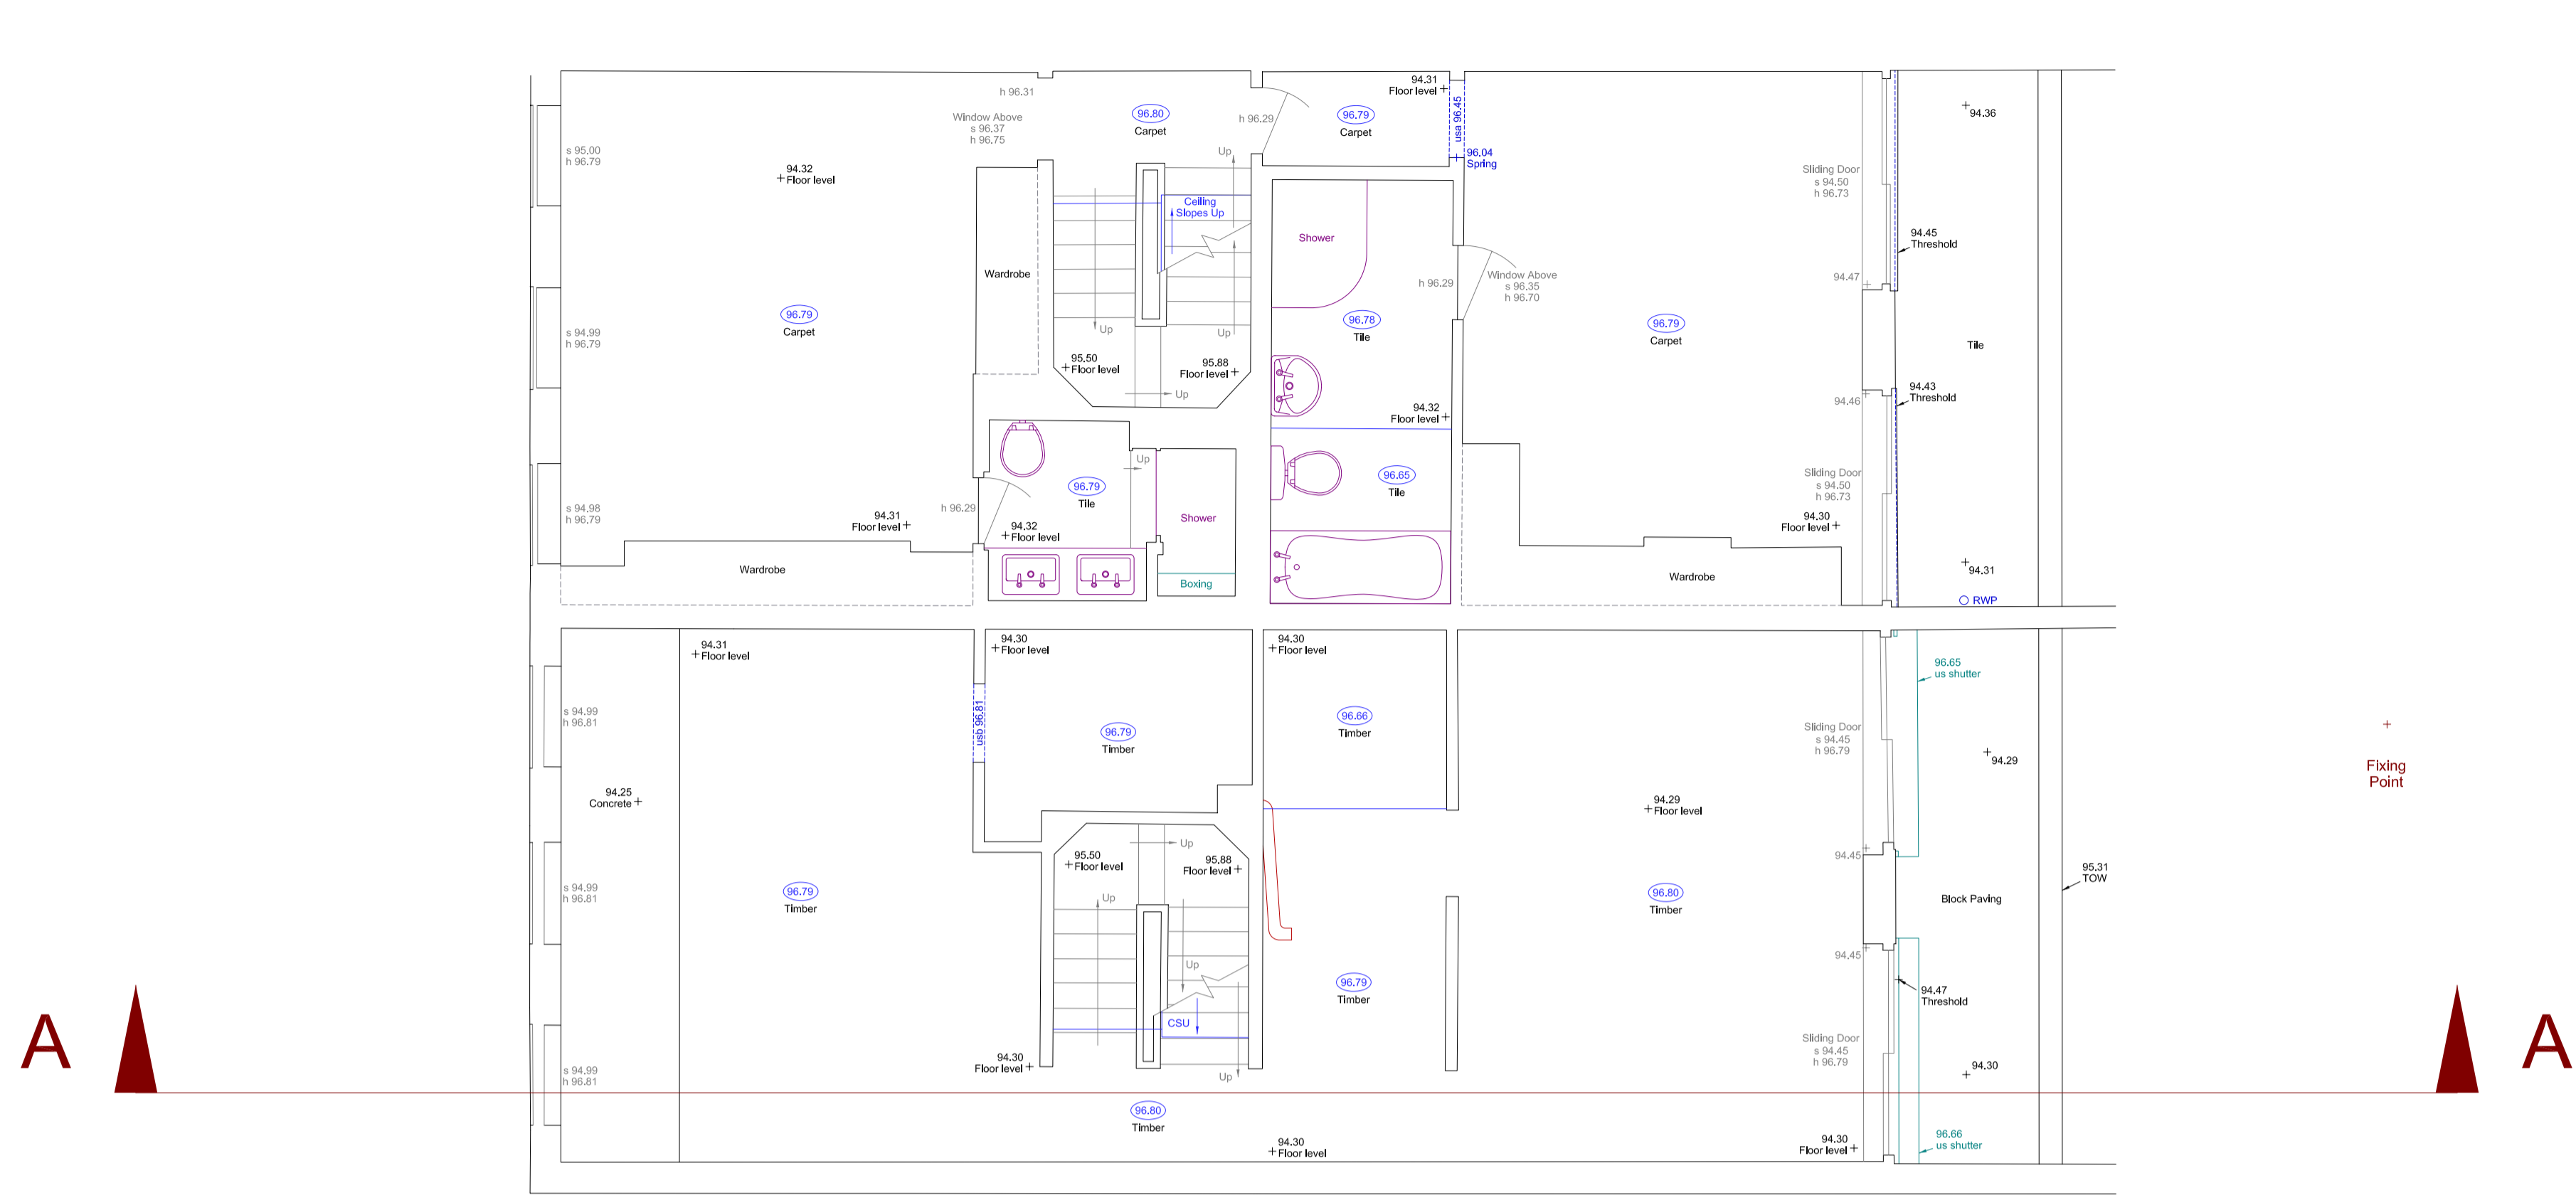 94.31
Floor level
h 96.31
96.80
Carpet
h 96.29
96.79
Carpet
usa 96.45
96.04
Spring
Window Above
s 96.37
h 96.75
s 95.00
h 96.79
94.32
Floor level
Up
Ceiling
Slopes Up
Sliding Door
s 94.50
h 96.73
94.36
94.45
Threshold
Shower
Wardrobe
h 96.29
Window Above
s 96.35
h 96.70
94.47
96.79
Carpet
s 94.99
h 96.79
Up
Up
96.78
Tile
96.79
Carpet
Tile
95.50
Floor level
95.88
Floor level
Up
94.43
Threshold
94.46
94.32
Floor level
Up
96.79
Tile
96.65
Tile
Sliding Door
s 94.50
h 96.73
s 94.98
h 96.79
94.31
Floor level
h 96.29
94.32
Floor level
Shower
94.30
Floor level
Wardrobe
Boxing
Wardrobe
94.31
RWP
94.31
Floor level
94.30
Floor level
94.30
Floor level
96.65
us shutter
s 94.99
h 96.81
usb 96.81
96.79
Timber
96.66
Timber
Sliding Door
s 94.45
h 96.79
94.29
Fixing
Point
94.25
Concrete
94.29
Floor level
Up
95.50
Floor level
95.88
Floor level
94.45
95.31
TOW
s 94.99
h 96.81
96.79
Timber
Up
96.80
Timber
Block Paving
Up
94.45
96.79
Timber
94.47
Threshold
CSU
A
A
94.30
Floor level
Up
Sliding Door
s 94.45
h 96.79
94.30
s 94.99
h 96.81
96.80
Timber
94.30
Floor level
94.30
Floor level
96.66
us shutter